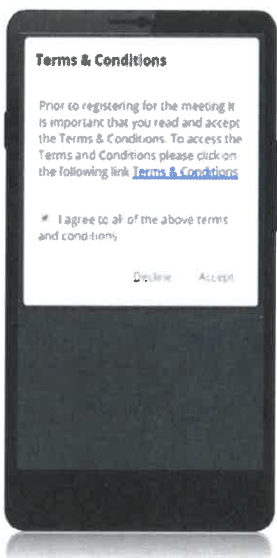 Terms & Conditions
Prior to registering for the meeting it
is important that you read and accept
the Terms & Conditions. To access the
Terms and Conditions please click on
the following link Terms & Conditions
I agree to all of the above terms
and conditions
Decline Accept